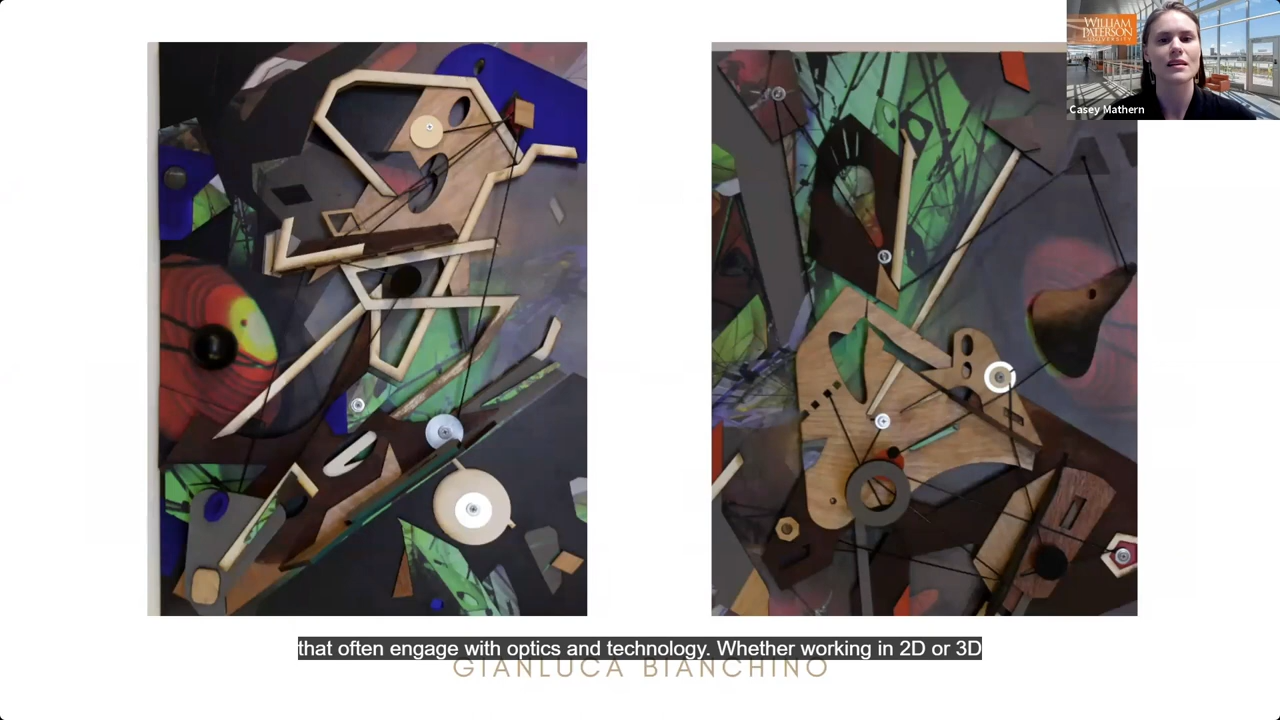 WILLIAM
PATERSON
UNIVERSITY
Casey Mathern
that often engage with optics and technology. Whether working in 2D or 3D
GIANLUCA BIANCHINO